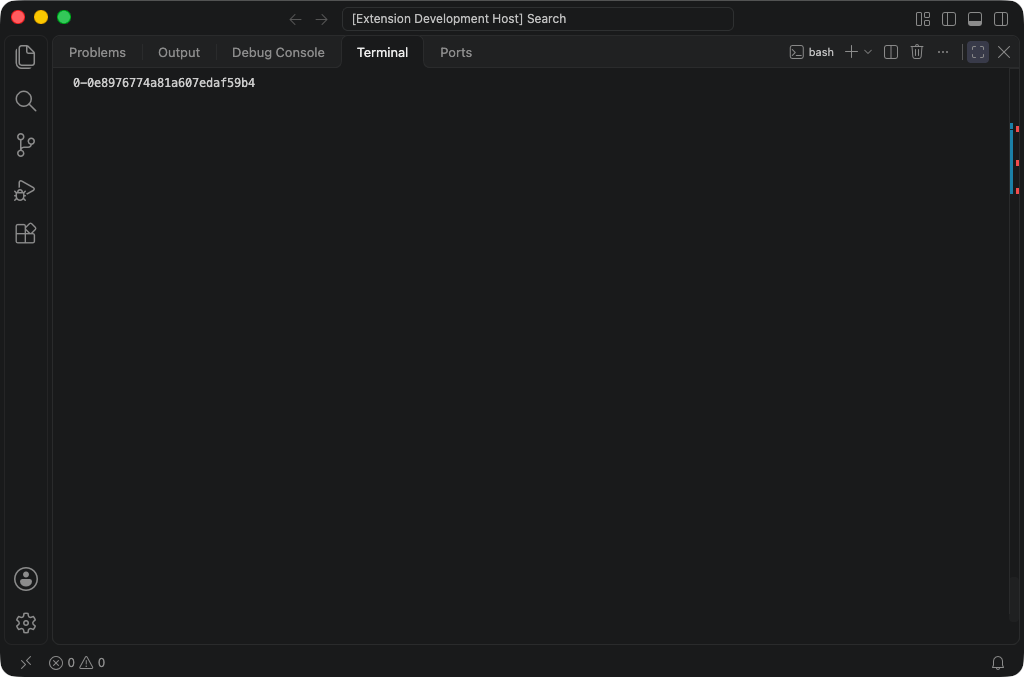 [Extension Development Host] Search
Problems
Output
Debug Console
Terminal
Ports
bash
0-0e8976774a81a607edaf59b4
0
0